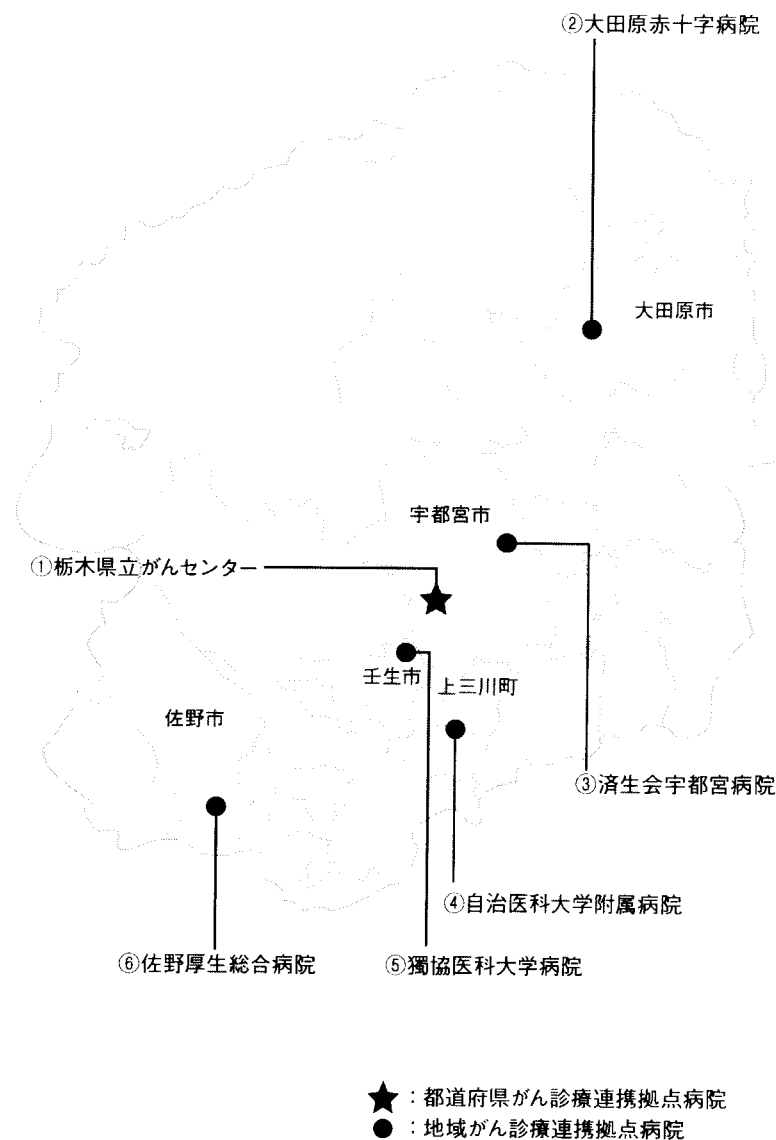 ②大田原赤十字病院
大田原市
宇都宮市
①栃木県立がんセンター
壬生市
上三川町
佐野市
③済生会宇都宮病院
④自治医科大学附属病院
⑥佐野厚生総合病院
⑤獨協医科大学病院
★：都道府県がん診療連携拠点病院
●：地域がん診療連携拠点病院